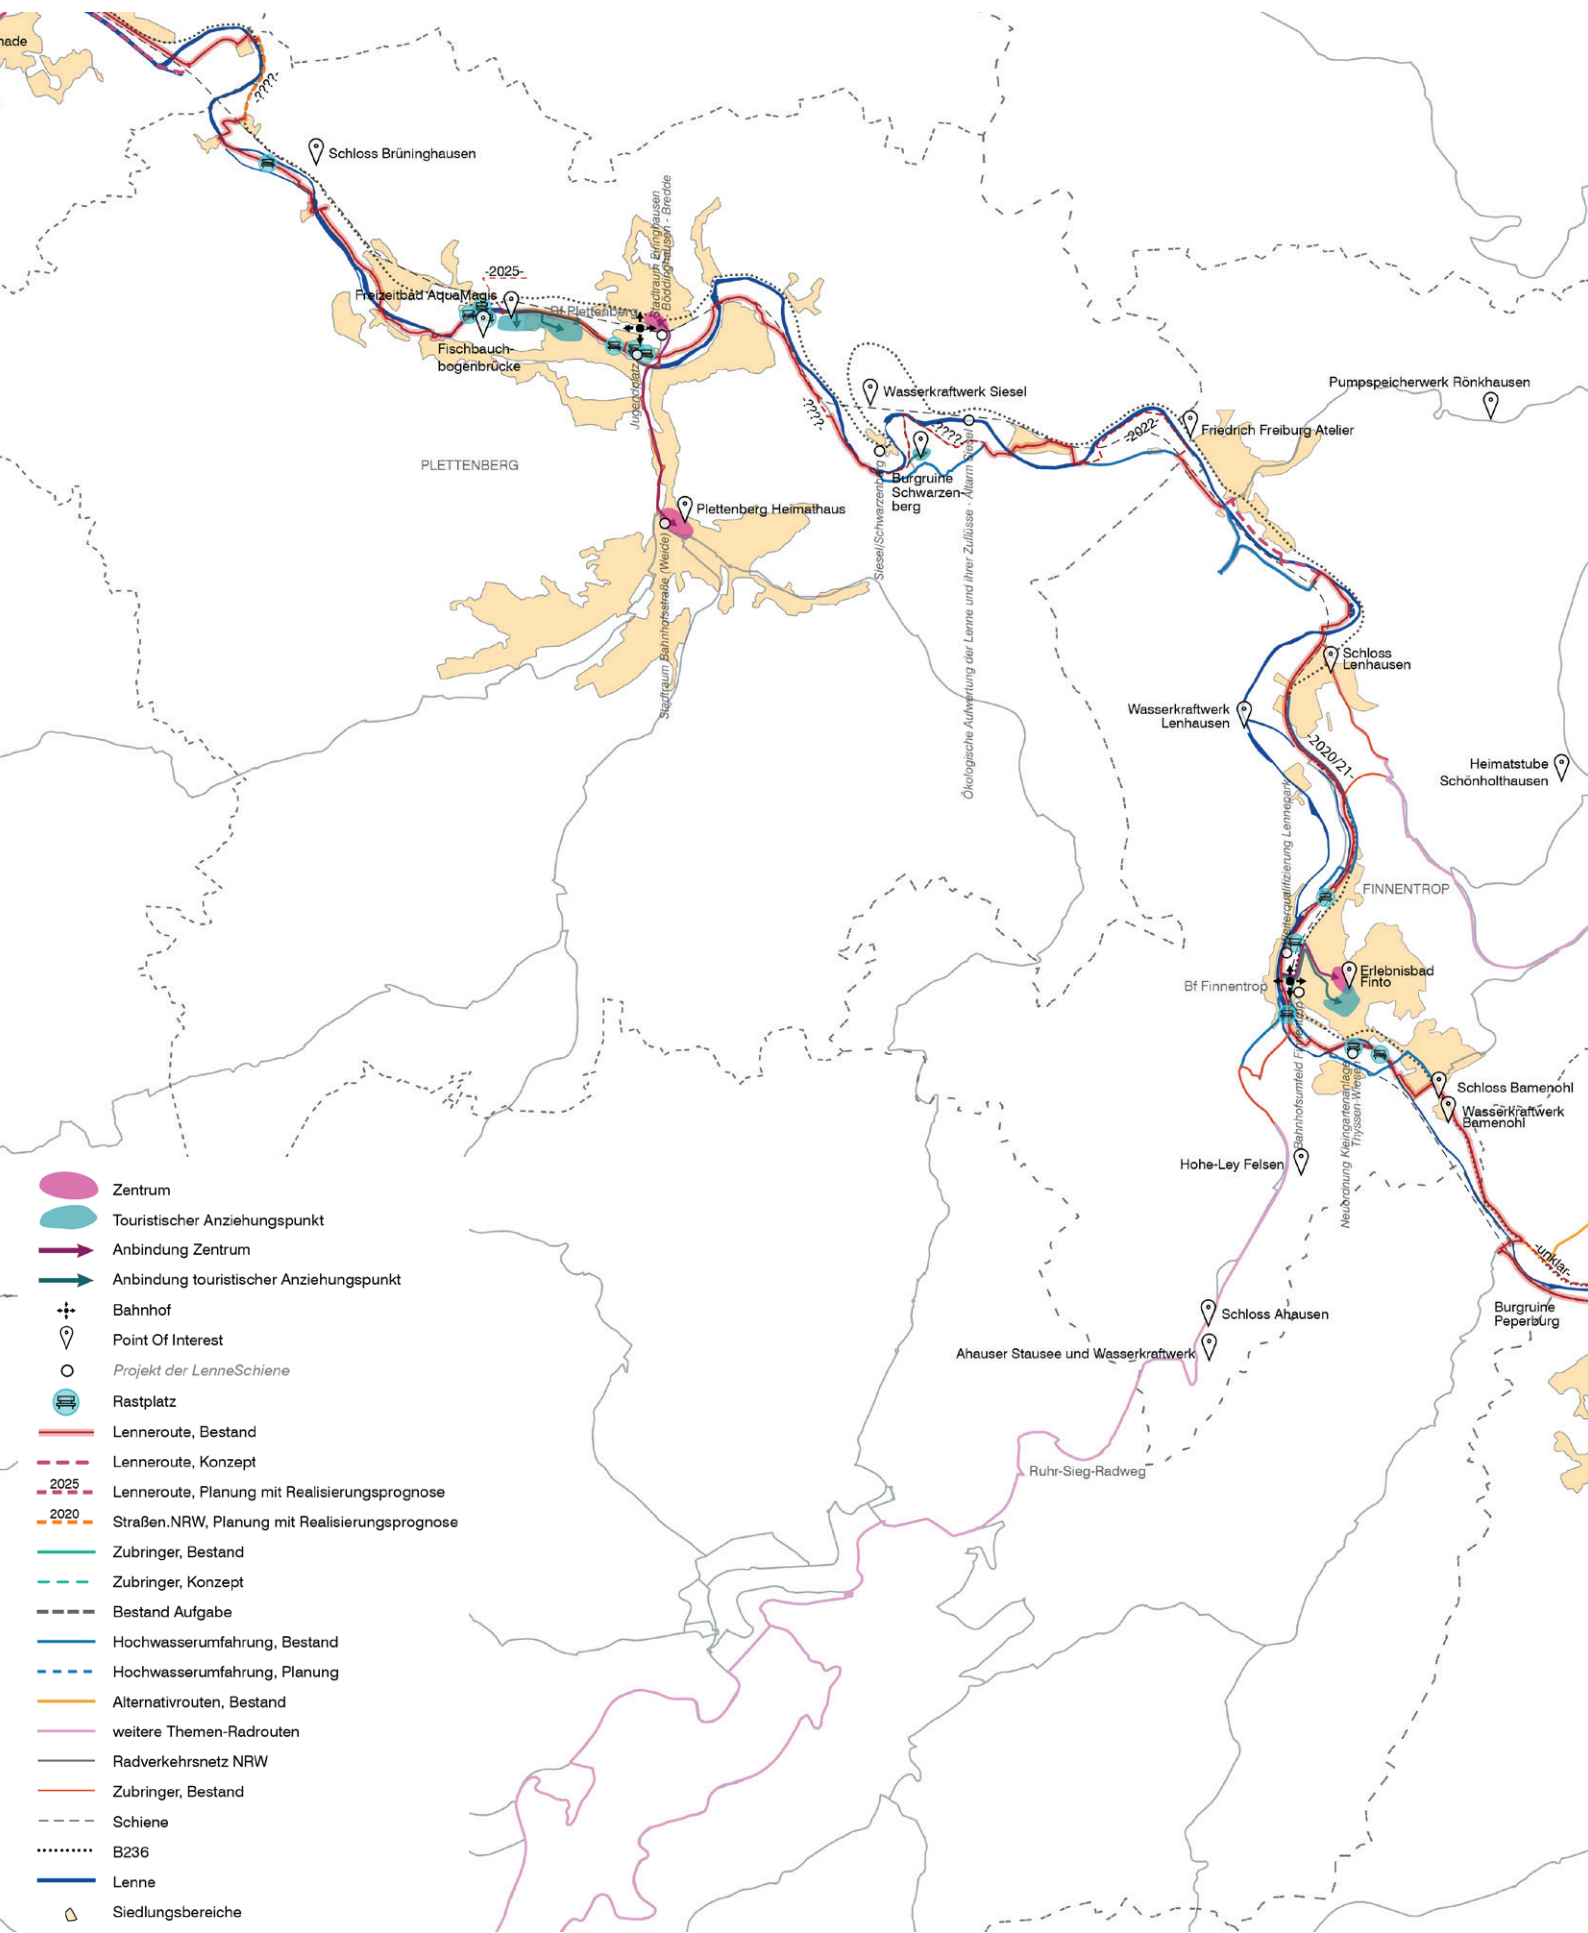 nade
-????-
Schloss Brüninghausen
Stadtraum Eiringhausen
Böddinghausen - Bredde
-2025-
Freizeitbad AquaMagis
Bf Plettenberg
Fischbauch-
bogenbrücke
Jugendplatz
-????-
Wasserkraftwerk Siesel
-????-
Pumpspeicherwerk Rönkhausen
-2022-
Friedrich Freiburg Atelier
PLETTENBERG
Burgruine
Schwarzen-
berg
Siesel/Schwarzenberg
Ökologische Aufwertung der Lenne und ihrer Zuflüsse - Altarm Siesel
Plettenberg Heimathaus
Stadtraum Bahnhofsstraße (Weide)
Schloss
Lenhausen
Wasserkraftwerk
Lenhausen
-2020/21-
Heimatstube
Schönholthausen
Weiterqualifizierung Lennepark
FINNENTROP
Erlebnisbad
Finto
Bf Finnentrop
Bahnhofsumfeld Finnentrop
Neuordnung Kleingartenanlage
Thyssen-Wiesen
Schloss Bamenohl
Wasserkraftwerk
Bamenohl
Hohe-Ley Felsen
-unklar-
Burgruine
Peperburg
Schloss Ahausen
Ahauser Stausee und Wasserkraftwerk
Ruhr-Sieg-Radweg
Zentrum
Touristischer Anziehungspunkt
Anbindung Zentrum
Anbindung touristischer Anziehungspunkt
Bahnhof
Point Of Interest
Projekt der LenneSchiene
Rastplatz
Lenneroute, Bestand
Lenneroute, Konzept
2025
Lenneroute, Planung mit Realisierungsprognose
2020
Straßen.NRW, Planung mit Realisierungsprognose
Zubringer, Bestand
Zubringer, Konzept
Bestand Aufgabe
Hochwasserumfahrung, Bestand
Hochwasserumfahrung, Planung
Alternativrouten, Bestand
weitere Themen-Radrouten
Radverkehrsnetz NRW
Zubringer, Bestand
Schiene
B236
Lenne
Siedlungsbereiche